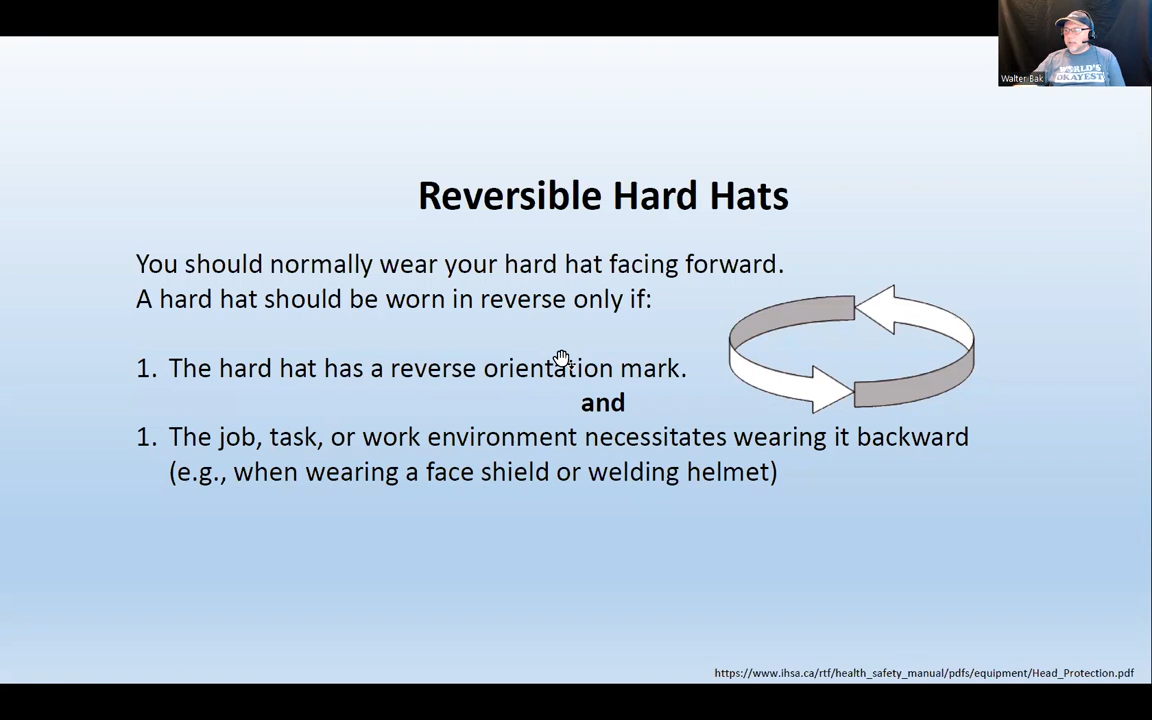 WORLD'S
OKAYEST
Walter Bak
Reversible Hard Hats
You should normally wear your hard hat facing forward.
A hard hat should be worn in reverse only if:
1. The hard hat has a reverse orientation mark.
and
1. The job, task, or work environment necessitates wearing it backward
(e.g., when wearing a face shield or welding helmet)
https://www.ihsa.ca/rtf/health_safety_manual/pdfs/equipment/Head_Protection.pdf